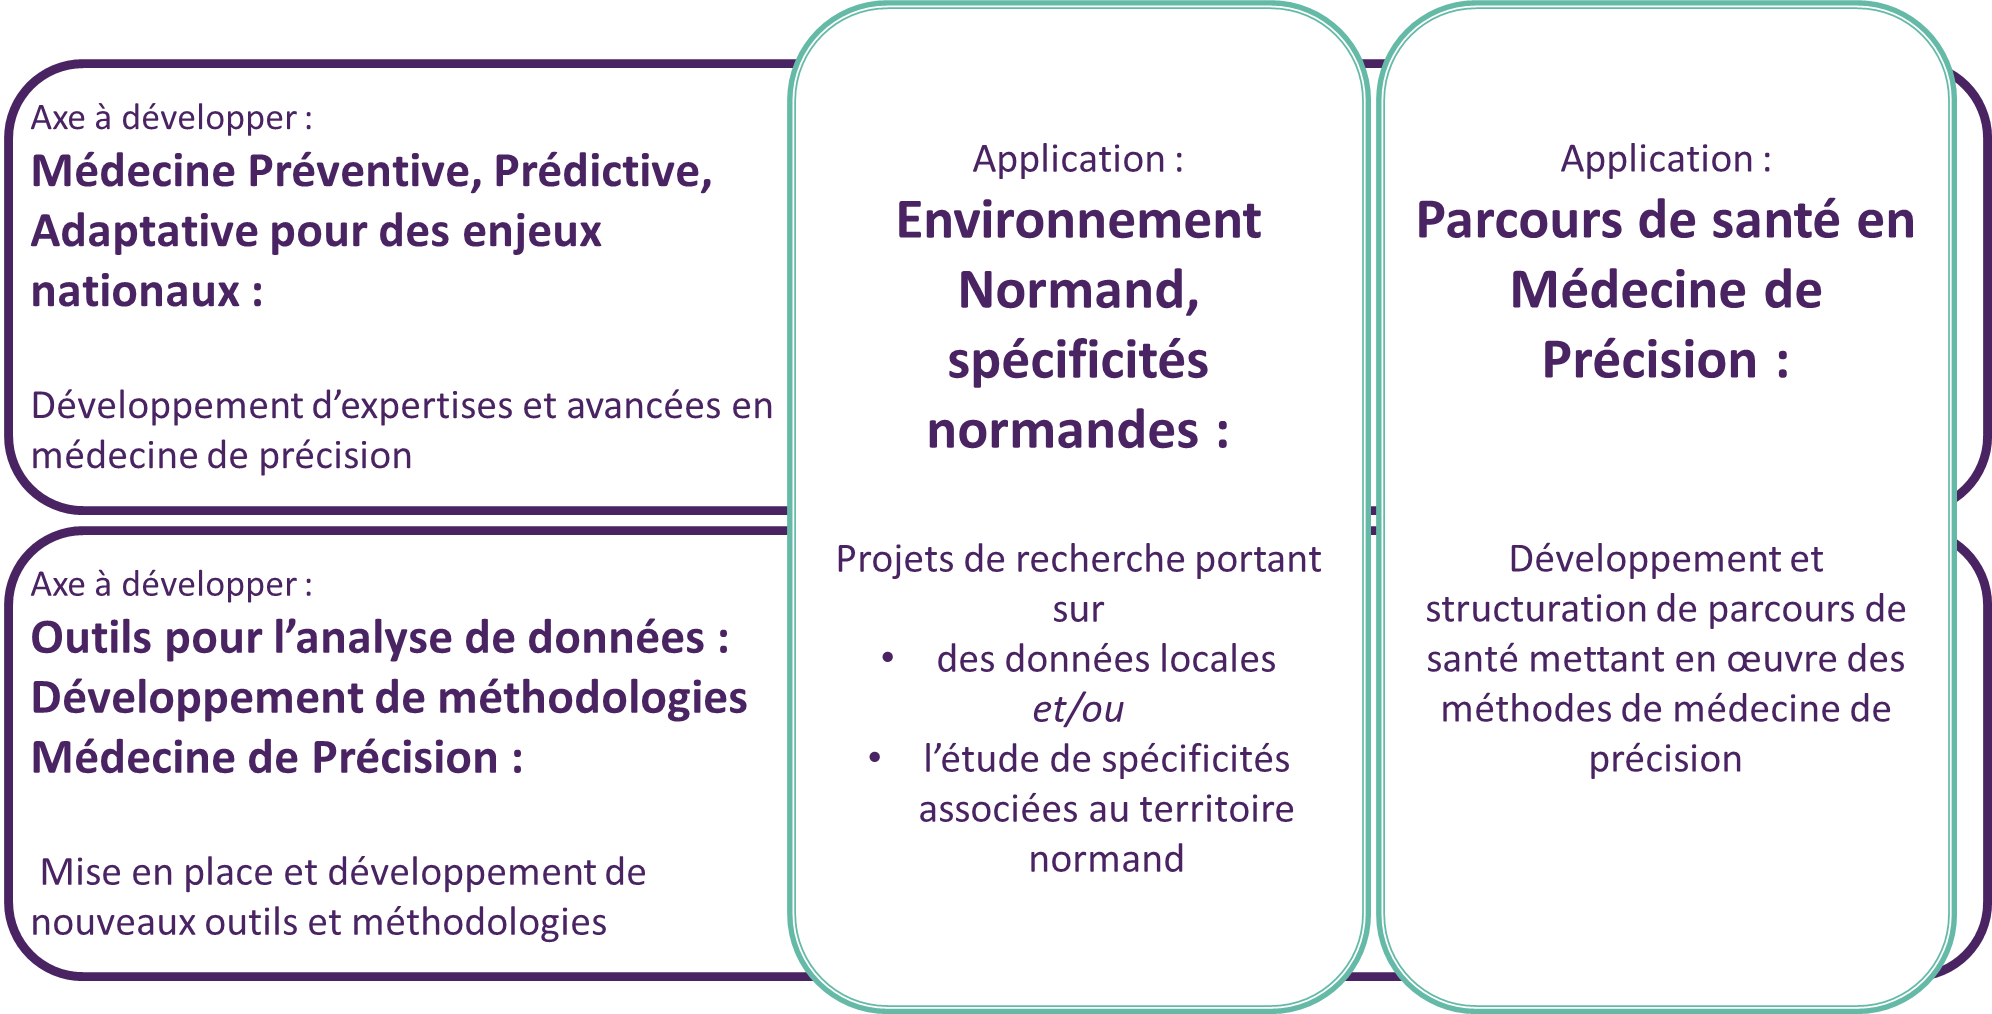 Axe à développer :
Médecine Préventive, Prédictive,
Adaptative pour des enjeux
nationaux :
Développement d’expertises et avancées en
médecine de précision
Axe à développer :
Outils pour l’analyse de données :
Développement de méthodologies
Médecine de Précision :
Mise en place et développement de
nouveaux outils et méthodologies
Application :
Environnement
Normand,
spécificités
normandes :
Projets de recherche portant
sur
• des données locales
et/ou
• l’étude de spécificités
associées au territoire
normand
Application :
Parcours de santé en
Médecine de
Précision :
Développement et
structuration de parcours de
santé mettant en œuvre des
méthodes de médecine de
précision